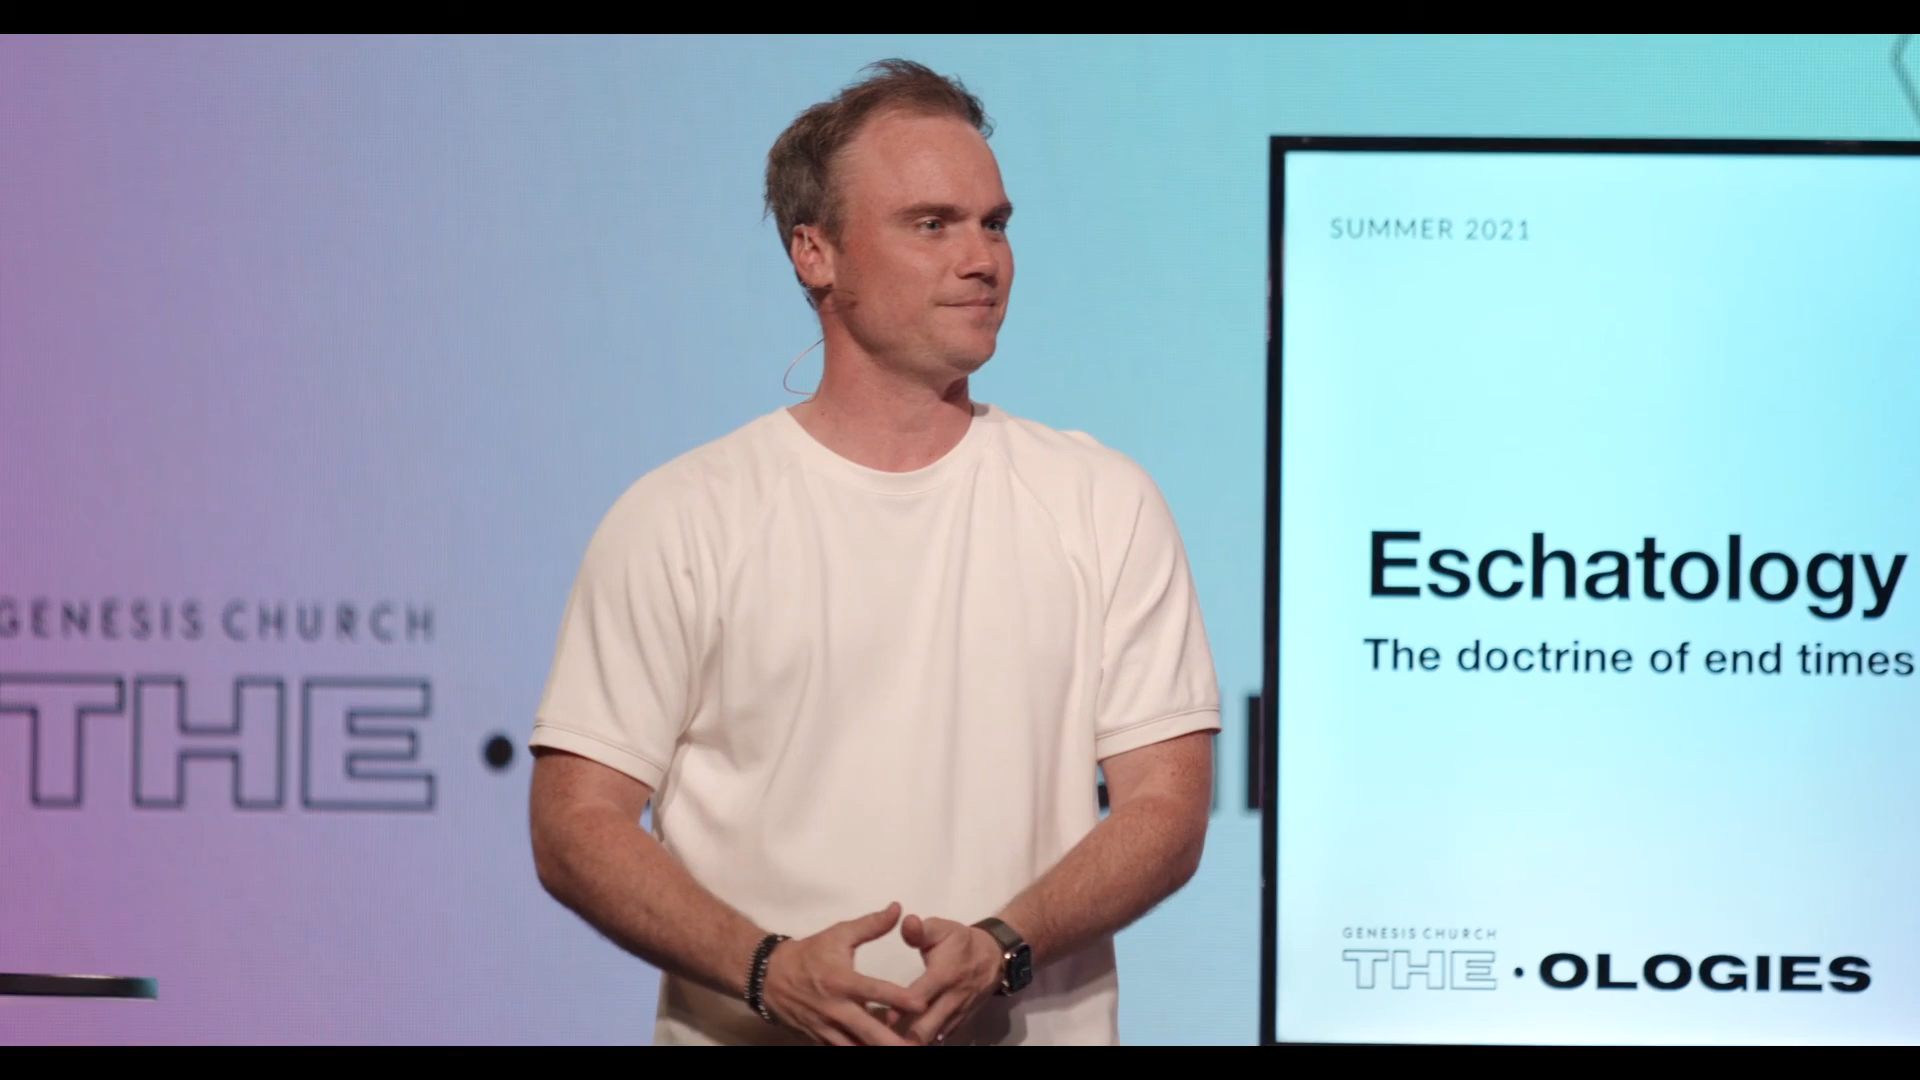 GENESIS CHURCH
THE •
SUMMER 2021
Eschatology
The doctrine of end times
GENESIS CHURCH
THE • OLOGIES